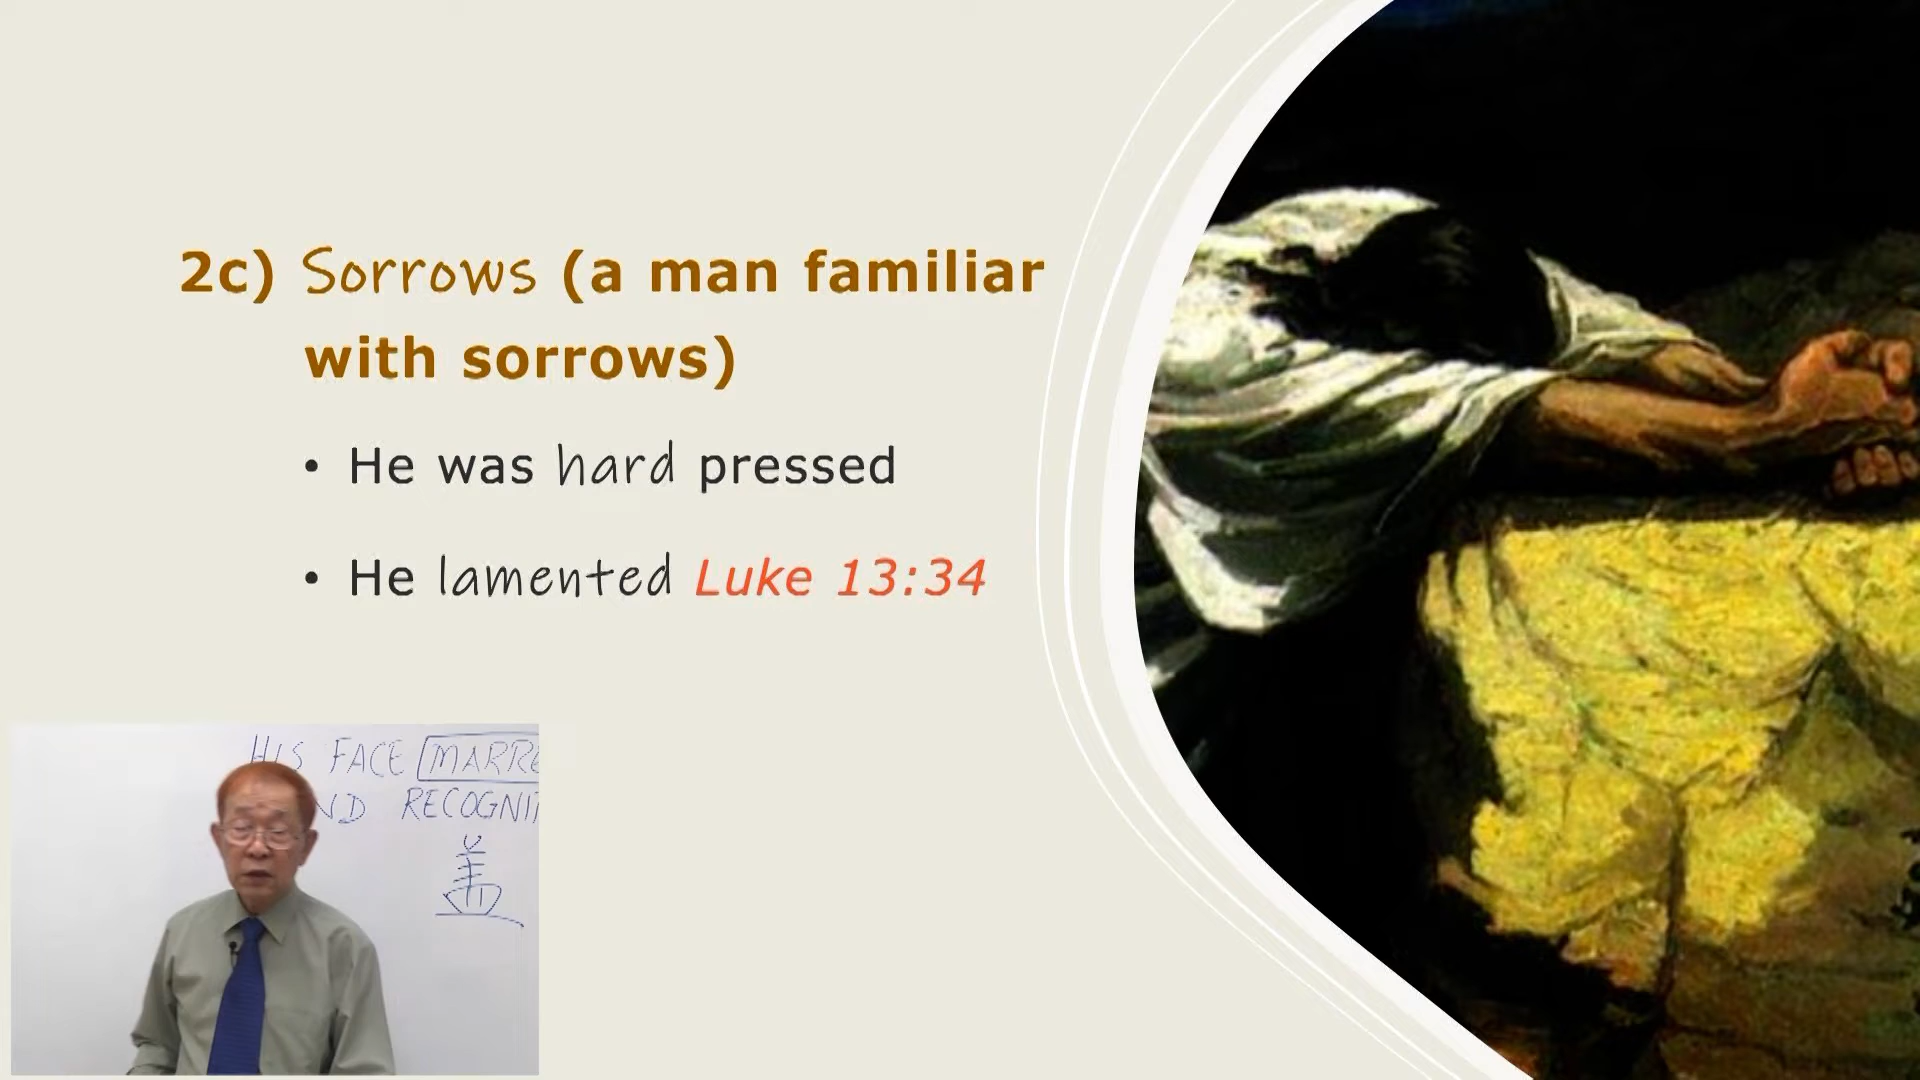 2c) Sorrows (a man familiar
with sorrows)
• He was hard pressed
• He lamented Luke 13:34
HIS FACE MARRE
ND RECOGNI